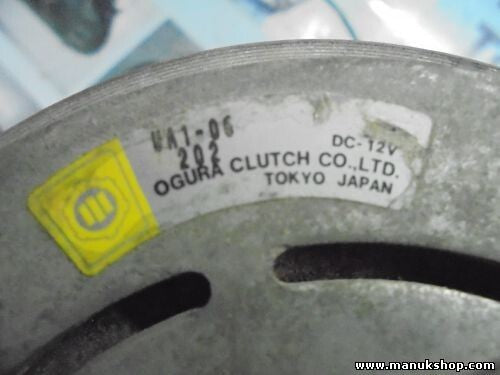 UA1-06
DC-12V
202
OGURA CLUTCH CO.,LTD.
TOKYO JAPAN
www.manukshop.com